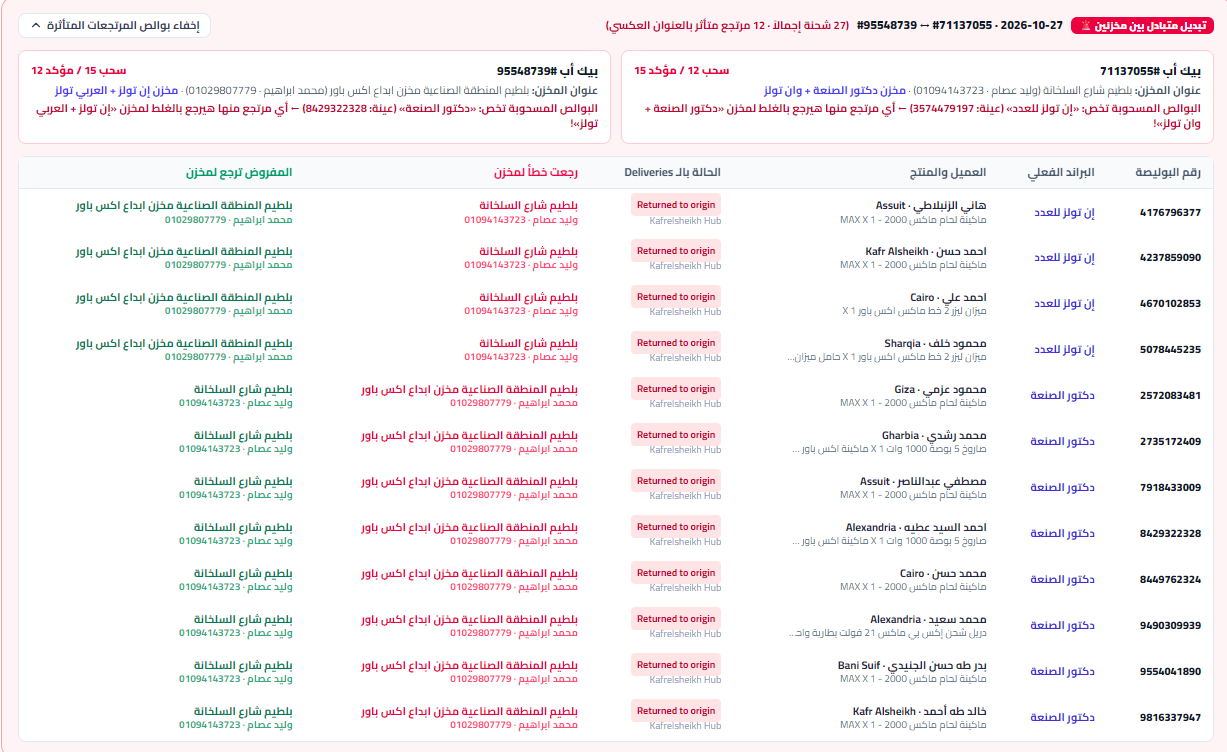 تبديل متبادل بين مخزنين ⏳ 2026-10-27 · #71137055 ↔ #95548739 (27 شحنة إجمالاً · 12 مرتجع متأثر بالعنوان العكسي)
إخفاء بوالص المرتجعات المتأثرة
بيك أب #71137055
سحب 12 / مؤكد 15
عنوان المخزن: بلطيم شارع السلخانة (وليد عصام · 01094143723) · مخزن دكتور الصنعة + وان تولز
البوالص المسحوبة تخص: «إن تولز للعدد» (عينة: 3574479197) — أي مرتجع منها هيرجع بالغلط لمخزن «دكتور الصنعة +
وان تولز»!
بيك أب #95548739
سحب 15 / مؤكد 12
عنوان المخزن: بلطيم المنطقة الصناعية مخزن ابداع اكس باور (محمد ابراهيم · 01029807779) · مخزن إن تولز + العربي تولز
البوالص المسحوبة تخص: «دكتور الصنعة» (عينة: 8429322328) — أي مرتجع منها هيرجع بالغلط لمخزن «إن تولز + العربي
تولز»!
رقم البوليصة	البراند الفعلي	العميل والمنتج	الحالة بالـ Deliveries	رجعت خطأ لمخزن	المفروض ترجع لمخزن
4176796377	إن تولز للعدد	هاني الزنبلاطي · Assuit	Returned to origin	بلطيم شارع السلخانة	بلطيم المنطقة الصناعية مخزن ابداع اكس باور
ماكينة لحام ماكس 2000 - MAX X 1	Kafrelsheikh Hub	وليد عصام · 01094143723	محمد ابراهيم · 01029807779
4237859090	إن تولز للعدد	احمد حسن · Kafr Alsheikh	Returned to origin	بلطيم شارع السلخانة	بلطيم المنطقة الصناعية مخزن ابداع اكس باور
ماكينة لحام ماكس 2000 - MAX X 1	Kafrelsheikh Hub	وليد عصام · 01094143723	محمد ابراهيم · 01029807779
4670102853	إن تولز للعدد	احمد علي · Cairo	Returned to origin	بلطيم شارع السلخانة	بلطيم المنطقة الصناعية مخزن ابداع اكس باور
ميزان ليزر 2 خط ماكس اكس باور X 1	Kafrelsheikh Hub	وليد عصام · 01094143723	محمد ابراهيم · 01029807779
5078445235	إن تولز للعدد	محمود خلف · Sharqia	Returned to origin	بلطيم شارع السلخانة	بلطيم المنطقة الصناعية مخزن ابداع اكس باور
ميزان ليزر 2 خط ماكس اكس باور X 1 حامل ميزان...	Kafrelsheikh Hub	وليد عصام · 01094143723	محمد ابراهيم · 01029807779
2572083481	دكتور الصنعة	محمود عزمي · Giza	Returned to origin	بلطيم المنطقة الصناعية مخزن ابداع اكس باور	بلطيم شارع السلخانة
ماكينة لحام ماكس 2000 - MAX X 1	Kafrelsheikh Hub	محمد ابراهيم · 01029807779	وليد عصام · 01094143723
2735172409	دكتور الصنعة	محمد رشدي · Gharbia	Returned to origin	بلطيم المنطقة الصناعية مخزن ابداع اكس باور	بلطيم شارع السلخانة
صاروخ 5 بوصة 1000 وات X 1 ماكينة اكس باور ...	Kafrelsheikh Hub	محمد ابراهيم · 01029807779	وليد عصام · 01094143723
7918433009	دكتور الصنعة	مصطفي عبدالناصر · Assuit	Returned to origin	بلطيم المنطقة الصناعية مخزن ابداع اكس باور	بلطيم شارع السلخانة
ماكينة لحام ماكس 2000 - MAX X 1	Kafrelsheikh Hub	محمد ابراهيم · 01029807779	وليد عصام · 01094143723
8429322328	دكتور الصنعة	احمد السيد عطيه · Alexandria	Returned to origin	بلطيم المنطقة الصناعية مخزن ابداع اكس باور	بلطيم شارع السلخانة
صاروخ 5 بوصة 1000 وات X 1 ماكينة اكس باور ...	Kafrelsheikh Hub	محمد ابراهيم · 01029807779	وليد عصام · 01094143723
8449762324	دكتور الصنعة	محمد حسن · Cairo	Returned to origin	بلطيم المنطقة الصناعية مخزن ابداع اكس باور	بلطيم شارع السلخانة
ماكينة لحام ماكس 2000 - MAX X 1	Kafrelsheikh Hub	محمد ابراهيم · 01029807779	وليد عصام · 01094143723
9490309939	دكتور الصنعة	محمد سعيد · Alexandria	Returned to origin	بلطيم المنطقة الصناعية مخزن ابداع اكس باور	بلطيم شارع السلخانة
دريل شحن إكس بي ماكس 21 فولت بطارية واحـ...	Kafrelsheikh Hub	محمد ابراهيم · 01029807779	وليد عصام · 01094143723
9554041890	دكتور الصنعة	بدر طه حسن الجنيدي · Bani Suif	Returned to origin	بلطيم المنطقة الصناعية مخزن ابداع اكس باور	بلطيم شارع السلخانة
ماكينة لحام ماكس 2000 - MAX X 1	Kafrelsheikh Hub	محمد ابراهيم · 01029807779	وليد عصام · 01094143723
9816337947	دكتور الصنعة	خالد طه أحمد · Kafr Alsheikh	Returned to origin	بلطيم المنطقة الصناعية مخزن ابداع اكس باور	بلطيم شارع السلخانة
ماكينة لحام ماكس 2000 - MAX X 1	Kafrelsheikh Hub	محمد ابراهيم · 01029807779	وليد عصام · 01094143723